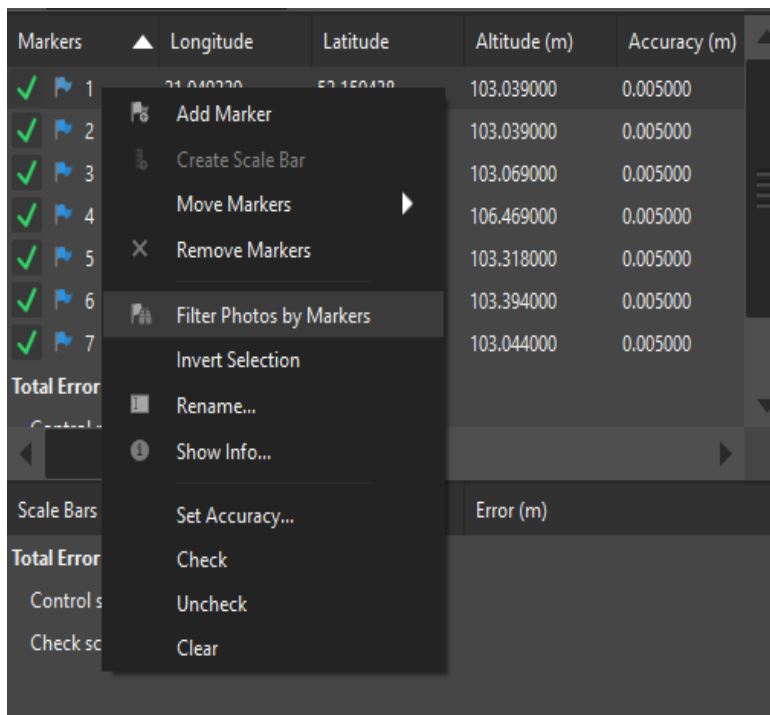 Markers Longitude Latitude Altitude (m) Accuracy (m)
1 103.039000 0.005000
Add Marker
2 103.039000 0.005000
Create Scale Bar
3 103.069000 0.005000
Move Markers
4 106.469000 0.005000
Remove Markers
5 103.318000 0.005000
6 103.394000 0.005000
Filter Photos by Markers
7 103.044000 0.005000
Invert Selection
Total Error
Rename...
Show Info...
Scale Bars Error (m)
Set Accuracy...
Total Error
Check
Control s
Uncheck
Check sc
Clear